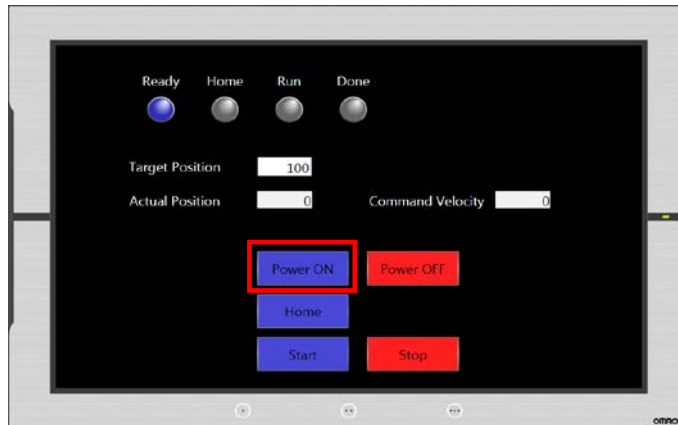 Ready Home Run Done
Target Position 100
Actual Position 0 Command Velocity 0
Power ON Power OFF
Home
Start Stop